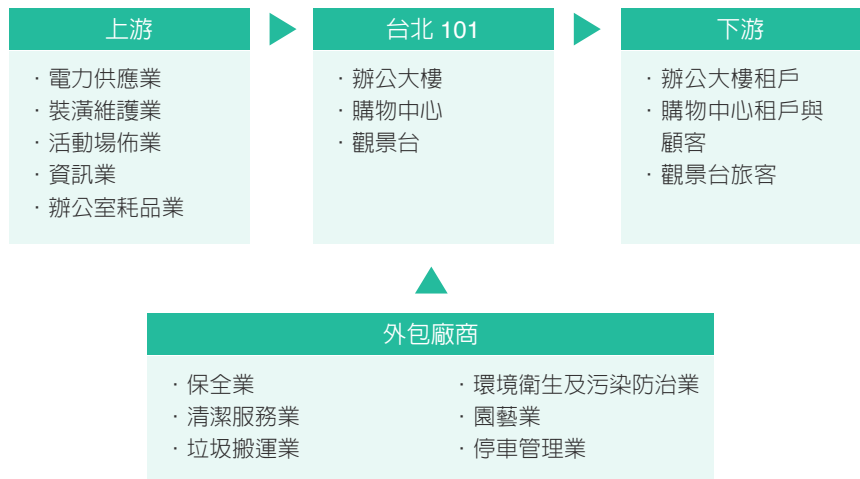 上游
・電力供應業
・裝潢維護業
・活動場佈業
・資訊業
・辦公室耗品業
台北 101
・辦公大樓
・購物中心
・觀景台
下游
・辦公大樓租戶
・購物中心租戶與
顧客
・觀景台旅客
外包廠商
・保全業
・清潔服務業
・垃圾搬運業
・環境衛生及污染防治業
・園藝業
・停車管理業